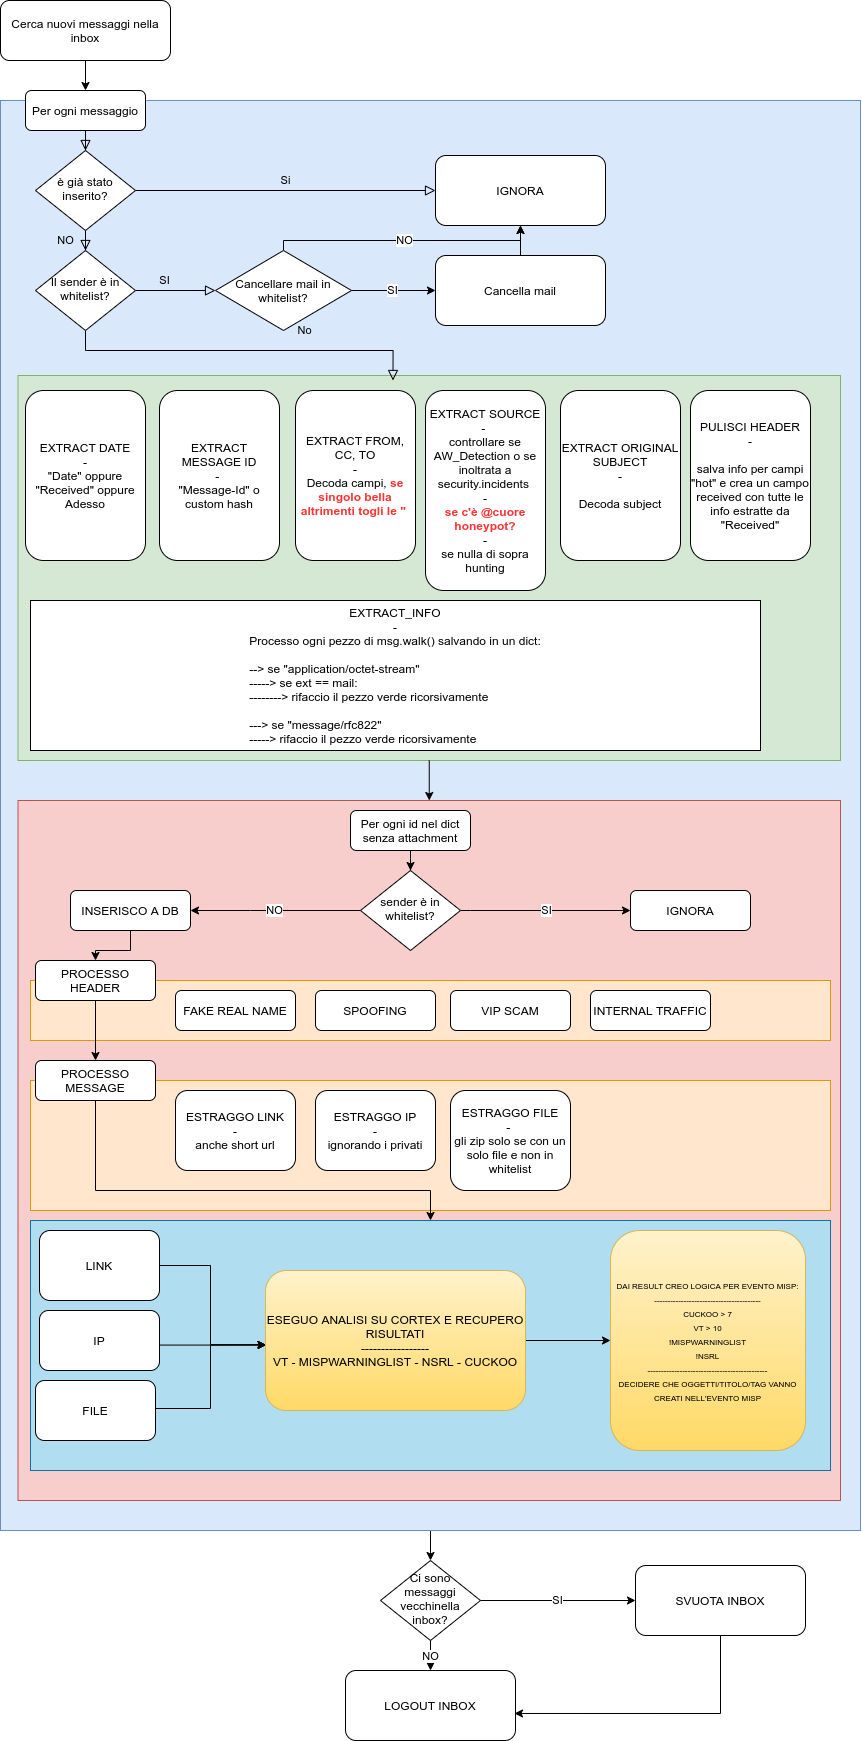 Cerca nuovi messaggi nella
inbox
Per ogni messaggio
è già stato
inserito?
Si
IGNORA
NO
Il sender è in
whitelist?
SI
Cancellare mail in
whitelist?
NO
SI
Cancella mail
No
EXTRACT DATE
-
"Date" oppure
"Received" oppure
Adesso
EXTRACT
MESSAGE ID
-
"Message-Id" o
custom hash
EXTRACT FROM,
CC, TO
-
Decoda campi, se
singolo bella
altrimenti togli le "
EXTRACT SOURCE
-
controllare se
AW_Detection o se
inoltrata a
security.incidents
-
se c'è @cuore
honeypot?
-
se nulla di sopra
hunting
EXTRACT ORIGINAL
SUBJECT
-
Decoda subject
PULISCI HEADER
-
salva info per campi
"hot" e crea un campo
received con tutte le
info estratte da
"Received"
EXTRACT_INFO
-
Processo ogni pezzo di msg.walk() salvando in un dict:
--> se "application/octet-stream"
-----> se ext == mail:
--------> rifaccio il pezzo verde ricorsivamente
---> se "message/rfc822"
-----> rifaccio il pezzo verde ricorsivamente
Per ogni id nel dict
senza attachment
sender è in
whitelist?
NO
SI
INSERISCO A DB
IGNORA
PROCESSO
HEADER
FAKE REAL NAME
SPOOFING
VIP SCAM
INTERNAL TRAFFIC
PROCESSO
MESSAGE
ESTRAGGO LINK
-
anche short url
ESTRAGGO IP
-
ignorando i privati
ESTRAGGO FILE
-
gli zip solo se con un
solo file e non in
whitelist
LINK
IP
FILE
ESEGUO ANALISI SU CORTEX E RECUPERO
RISULTATI
-----------------
VT - MISPWARNINGLIST - NSRL - CUCKOO
DAI RESULT CREO LOGICA PER EVENTO MISP:
----------------------------------------
CUCKOO > 7
VT > 10
!MISPWARNINGLIST
!NSRL
---------------------------------------------
DECIDERE CHE OGGETTI/TITOLO/TAG VANNO
CREATI NELL'EVENTO MISP
Ci sono
messaggi
vecchinella
inbox?
SI
SVUOTA INBOX
NO
LOGOUT INBOX